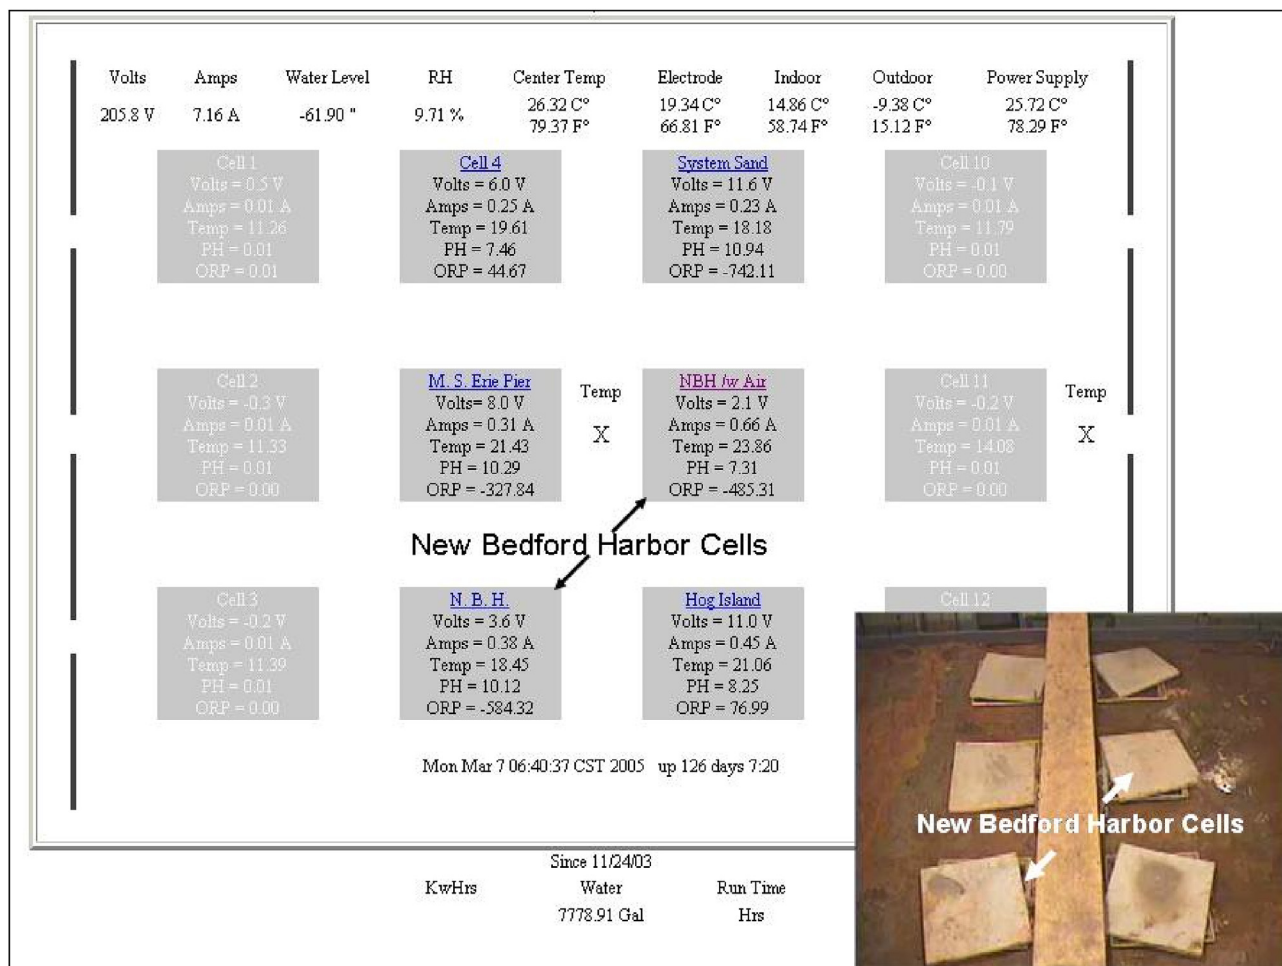 Volts Amps Water Level RH Center Temp Electrode Indoor Outdoor Power Supply
205.8 V 7.16 A -61.90 " 9.71 % 26.32 C° 19.34 C° 14.86 C° -9.38 C° 25.72 C°
79.37 F° 66.81 F° 58.74 F° 15.12 F° 78.29 F°
Cell 1
Volts = 0.5 V
Amps = 0.01 A
Temp = 11.26
PH = 0.01
ORP = 0.01
Cell 4
Volts = 6.0 V
Amps = 0.25 A
Temp = 19.61
PH = 7.46
ORP = 44.67
System Sand
Volts = 11.6 V
Amps = 0.23 A
Temp = 18.18
PH = 10.94
ORP = -742.11
Cell 10
Volts = -0.1 V
Amps = 0.01 A
Temp = 11.79
PH = 0.01
ORP = 0.00
Cell 2
Volts = -0.3 V
Amps = 0.01 A
Temp = 11.33
PH = 0.01
ORP = 0.00
M. S. Erie Pier
Volts= 8.0 V
Amps = 0.31 A
Temp = 21.43
PH = 10.29
ORP = -327.84
Temp
X
NBH /w Air
Volts = 2.1 V
Amps = 0.66 A
Temp = 23.86
PH = 7.31
ORP = -485.31
Cell 11
Volts = -0.2 V
Amps = 0.01 A
Temp = 14.08
PH = 0.01
ORP = 0.00
Temp
X
New Bedford Harbor Cells
Cell 3
Volts = -0.2 V
Amps = 0.01 A
Temp = 11.39
PH = 0.01
ORP = 0.00
N. B. H.
Volts = 3.6 V
Amps = 0.38 A
Temp = 18.45
PH = 10.12
ORP = -584.32
Hog Island
Volts = 11.0 V
Amps = 0.45 A
Temp = 21.06
PH = 8.25
ORP = 76.99
Cell 12
New Bedford Harbor Cells
Mon Mar 7 06:40:37 CST 2005 up 126 days 7:20
Since 11/24/03
KwHrs Water Run Time
7778.91 Gal Hrs